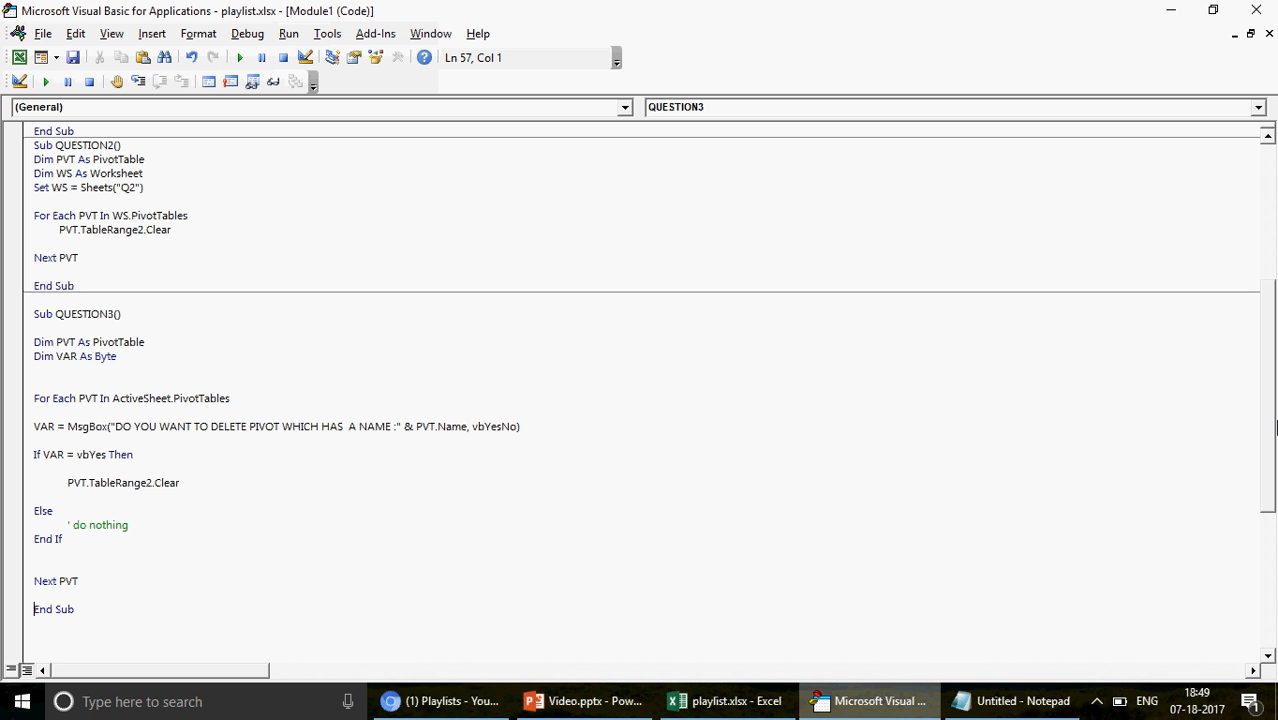 Microsoft Visual Basic for Applications - playlist.xlsx - [Module1 (Code)]
File Edit View Insert Format Debug Run Tools Add-Ins Window Help
Ln 57, Col 1
(General) QUESTION3
End Sub
Sub QUESTION2()
Dim PVT As PivotTable
Dim WS As Worksheet
Set WS = Sheets("Q2")
For Each PVT In WS.PivotTables
PVT.TableRange2.Clear
Next PVT
End Sub
Sub QUESTION3()
Dim PVT As PivotTable
Dim VAR As Byte
For Each PVT In ActiveSheet.PivotTables
VAR = MsgBox("DO YOU WANT TO DELETE PIVOT WHICH HAS  A NAME :" & PVT.Name, vbYesNo)
If VAR = vbYes Then
PVT.TableRange2.Clear
Else
' do nothing
End If
Next PVT
End Sub
Type here to search (1) Playlists - You... Video.pptx - Pow... playlist.xlsx - Excel Microsoft Visual ... Untitled - Notepad ENG 18:49
07-18-2017